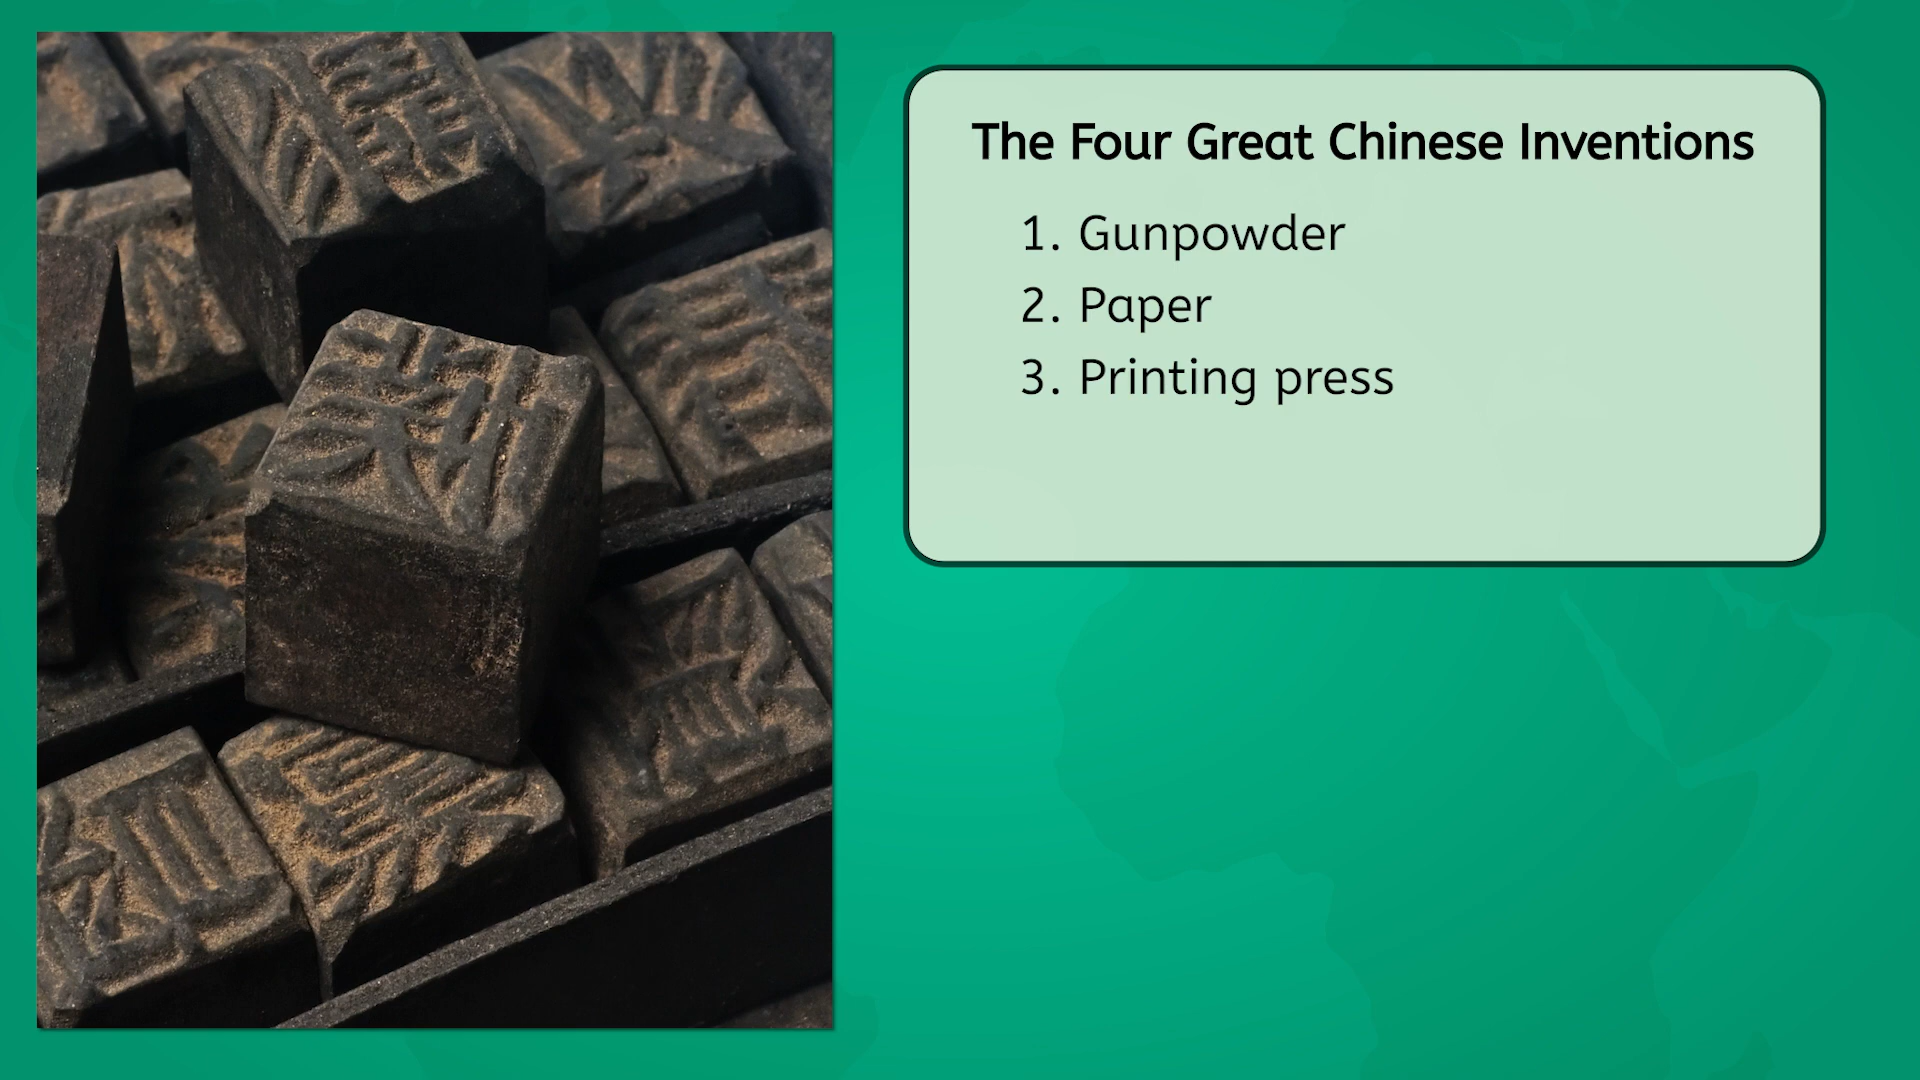 The Four Great Chinese Inventions
1. Gunpowder
2. Paper
3. Printing press